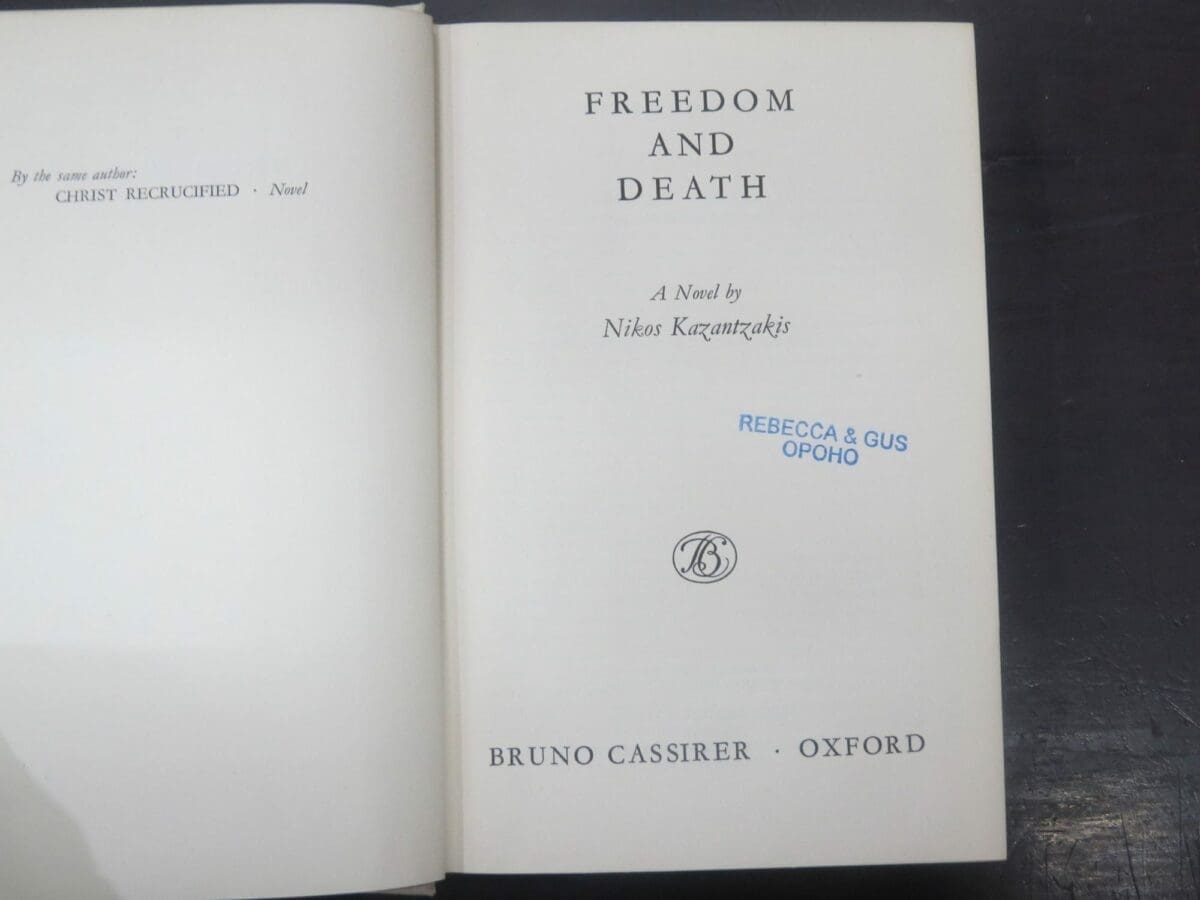 By the same author:
CHRIST RECRUCIFIED · Novel
FREEDOM
AND
DEATH
A Novel by
Nikos Kazantzakis
REBECCA & GUS
OPOHO
BC
BRUNO CASSIRER · OXFORD